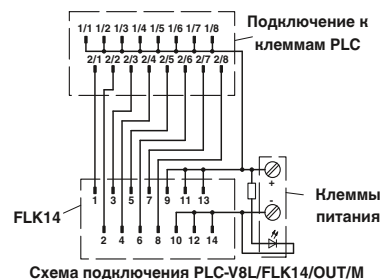 1/1 1/2 1/3 1/4 1/5 1/6 1/7 1/8
Подключение к
клеммам PLC
2/1 2/2 2/3 2/4 2/5 2/6 2/7 2/8
1 3 5 7 9 11 13
+
-
Клеммы
питания
FLK14
2 4 6 8 10 12 14
Схема подключения PLC-V8L/FLK14/OUT/M